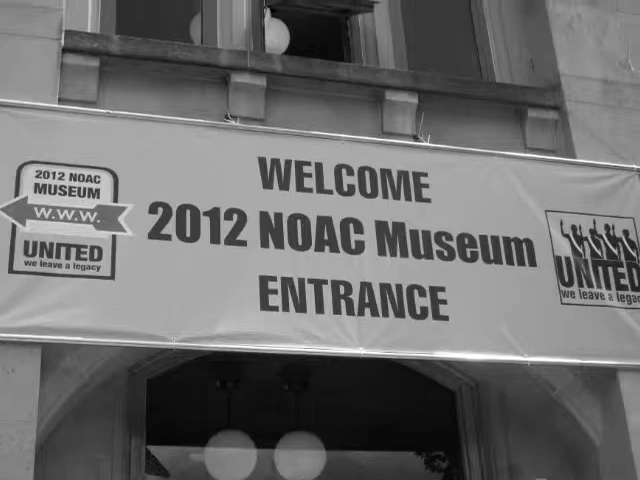 2012 NOAC
MUSEUM
W.W.W.
UNITED
we leave a legacy
WELCOME
2012 NOAC Museum
ENTRANCE
UNITED
we leave a legac